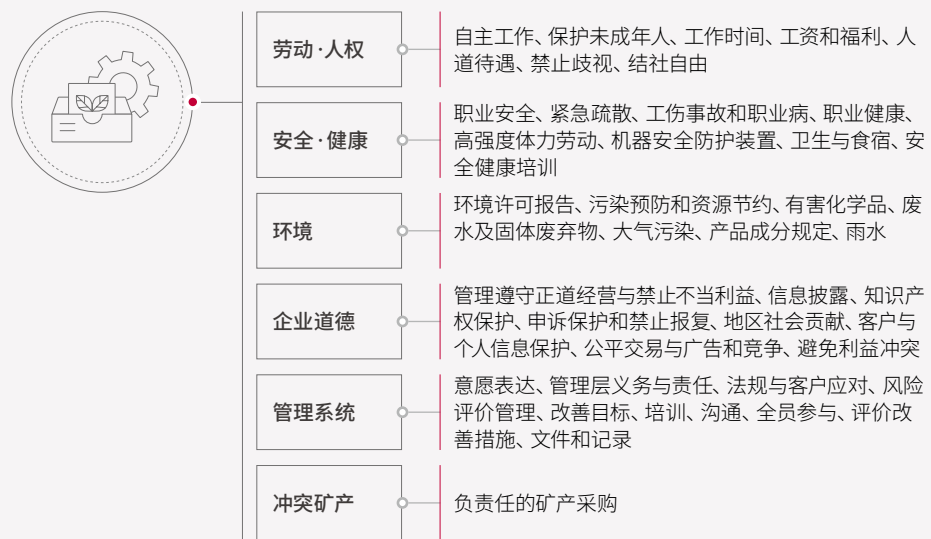 劳动·人权
自主工作、保护未成年人、工作时间、工资和福利、人
道待遇、禁止歧视、结社自由
安全·健康
职业安全、紧急疏散、工伤事故和职业病、职业健康、
高强度体力劳动、机器安全防护装置、卫生与食宿、安
全健康培训
环境
环境许可报告、污染预防和资源节约、有害化学品、废
水及固体废弃物、大气污染、产品成分规定、雨水
企业道德
管理遵守正道经营与禁止不当利益、信息披露、知识产
权保护、申诉保护和禁止报复、地区社会贡献、客户与
个人信息保护、公平交易与广告和竞争、避免利益冲突
管理系统
意愿表达、管理层义务与责任、法规与客户应对、风险
评价管理、改善目标、培训、沟通、全员参与、评价改
善措施、文件和记录
冲突矿产
负责任的矿产采购